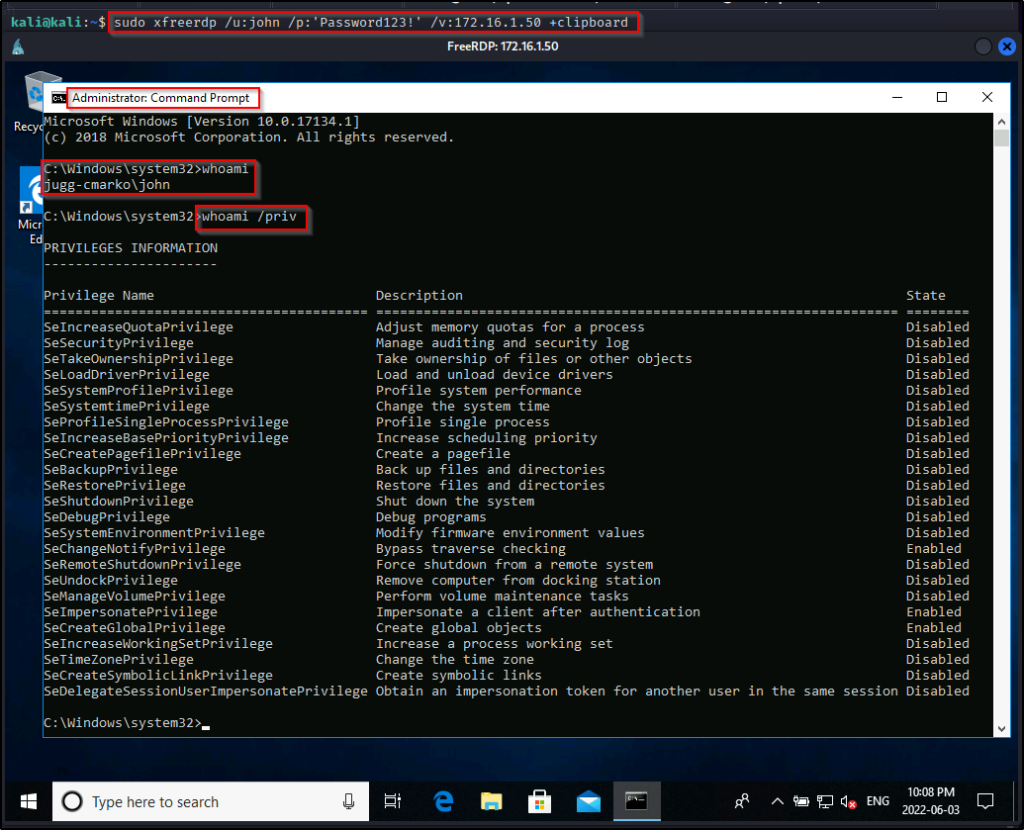 kali@kali:~$ sudo xfreerdp /u:john /p:'Password123!' /v:172.16.1.50 +clipboard
FreeRDP: 172.16.1.50
Administrator: Command Prompt
Recyc
Microsoft Windows [Version 10.0.17134.1]
(c) 2018 Microsoft Corporation. All rights reserved.
C:\Windows\system32>whoami
jugg-cmarko\john
Micr
Ed
C:\Windows\system32>whoami /priv
PRIVILEGES INFORMATION
----------------------
Privilege Name Description State
========================================= ================================================================== ========
SeIncreaseQuotaPrivilege Adjust memory quotas for a process Disabled
SeSecurityPrivilege Manage auditing and security log Disabled
SeTakeOwnershipPrivilege Take ownership of files or other objects Disabled
SeLoadDriverPrivilege Load and unload device drivers Disabled
SeSystemProfilePrivilege Profile system performance Disabled
SeSystemtimePrivilege Change the system time Disabled
SeProfileSingleProcessPrivilege Profile single process Disabled
SeIncreaseBasePriorityPrivilege Increase scheduling priority Disabled
SeCreatePagefilePrivilege Create a pagefile Disabled
SeBackupPrivilege Back up files and directories Disabled
SeRestorePrivilege Restore files and directories Disabled
SeShutdownPrivilege Shut down the system Disabled
SeDebugPrivilege Debug programs Disabled
SeSystemEnvironmentPrivilege Modify firmware environment values Disabled
SeChangeNotifyPrivilege Bypass traverse checking Enabled
SeRemoteShutdownPrivilege Force shutdown from a remote system Disabled
SeUndockPrivilege Remove computer from docking station Disabled
SeManageVolumePrivilege Perform volume maintenance tasks Disabled
SeImpersonatePrivilege Impersonate a client after authentication Enabled
SeCreateGlobalPrivilege Create global objects Enabled
SeIncreaseWorkingSetPrivilege Increase a process working set Disabled
SeTimeZonePrivilege Change the time zone Disabled
SeCreateSymbolicLinkPrivilege Create symbolic links Disabled
SeDelegateSessionUserImpersonatePrivilege Obtain an impersonation token for another user in the same session Disabled
C:\Windows\system32>
Type here to search
ENG
10:08 PM
2022-06-03